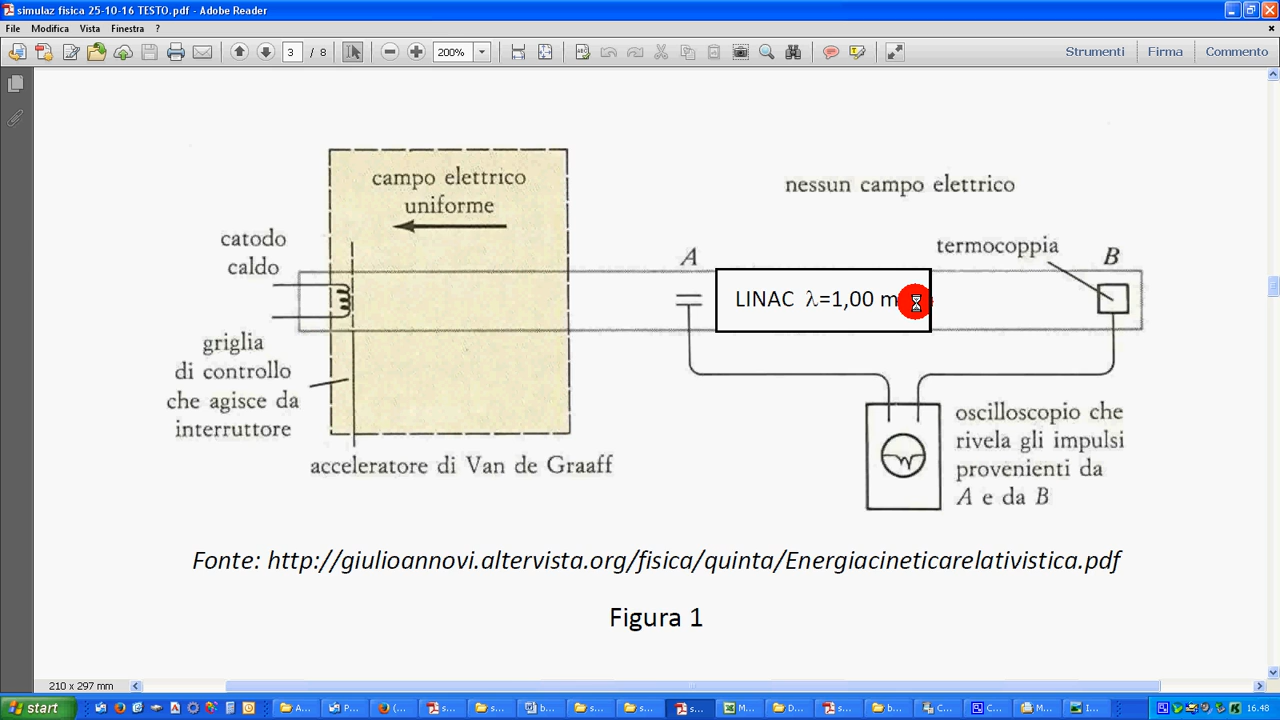 simulaz fisica 25-10-16 TESTO.pdf - Adobe Reader
File Modifica Vista Finestra ?
3 / 8 200% Strumenti Firma Commento
campo elettrico
uniforme
nessun campo elettrico
catodo
caldo
A
termocoppia
B
LINAC λ=1,00 m
griglia
di controllo
che agisce da
interruttore
acceleratore di Van de Graaff
oscilloscopio che
rivela gli impulsi
provenienti da
A e da B
Fonte: http://giulioannovi.altervista.org/fisica/quinta/Energiacineticarelativistica.pdf
Figura 1
210 x 297 mm
start A... P... (... s... s... b... s... s... s... M... D... s... b... C... C... M... I... 16.48